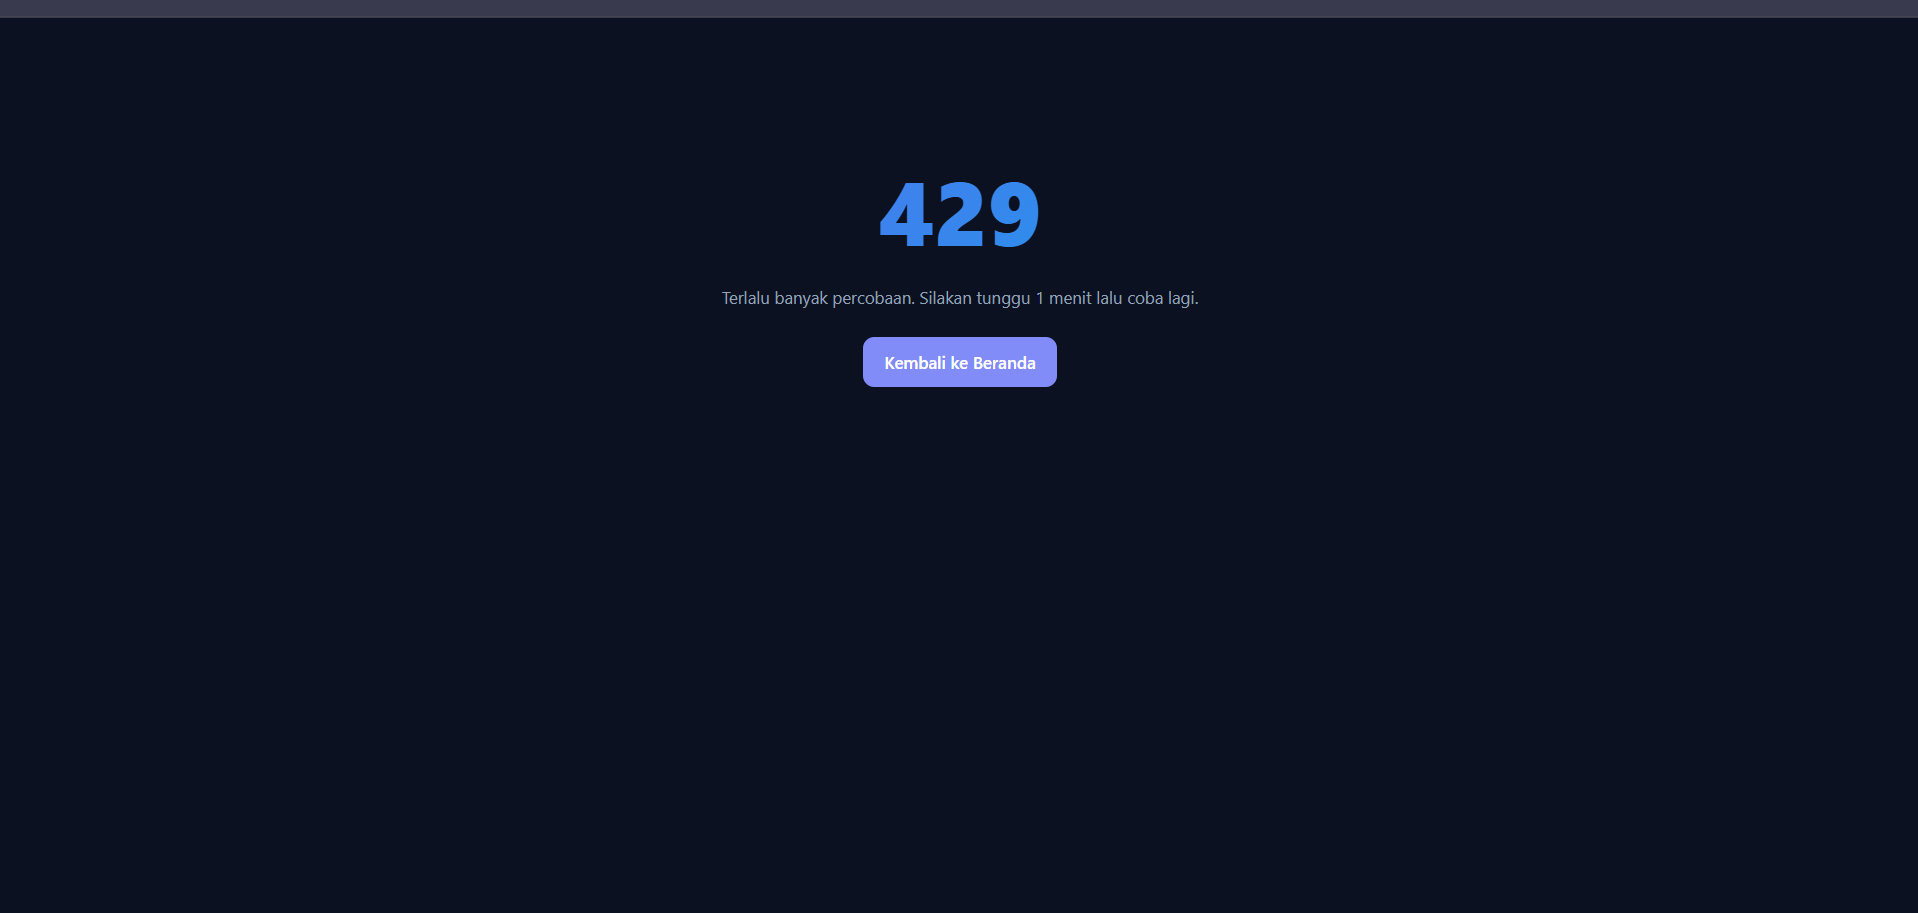 429
Terlalu banyak percobaan. Silakan tunggu 1 menit lalu coba lagi.
Kembali ke Beranda